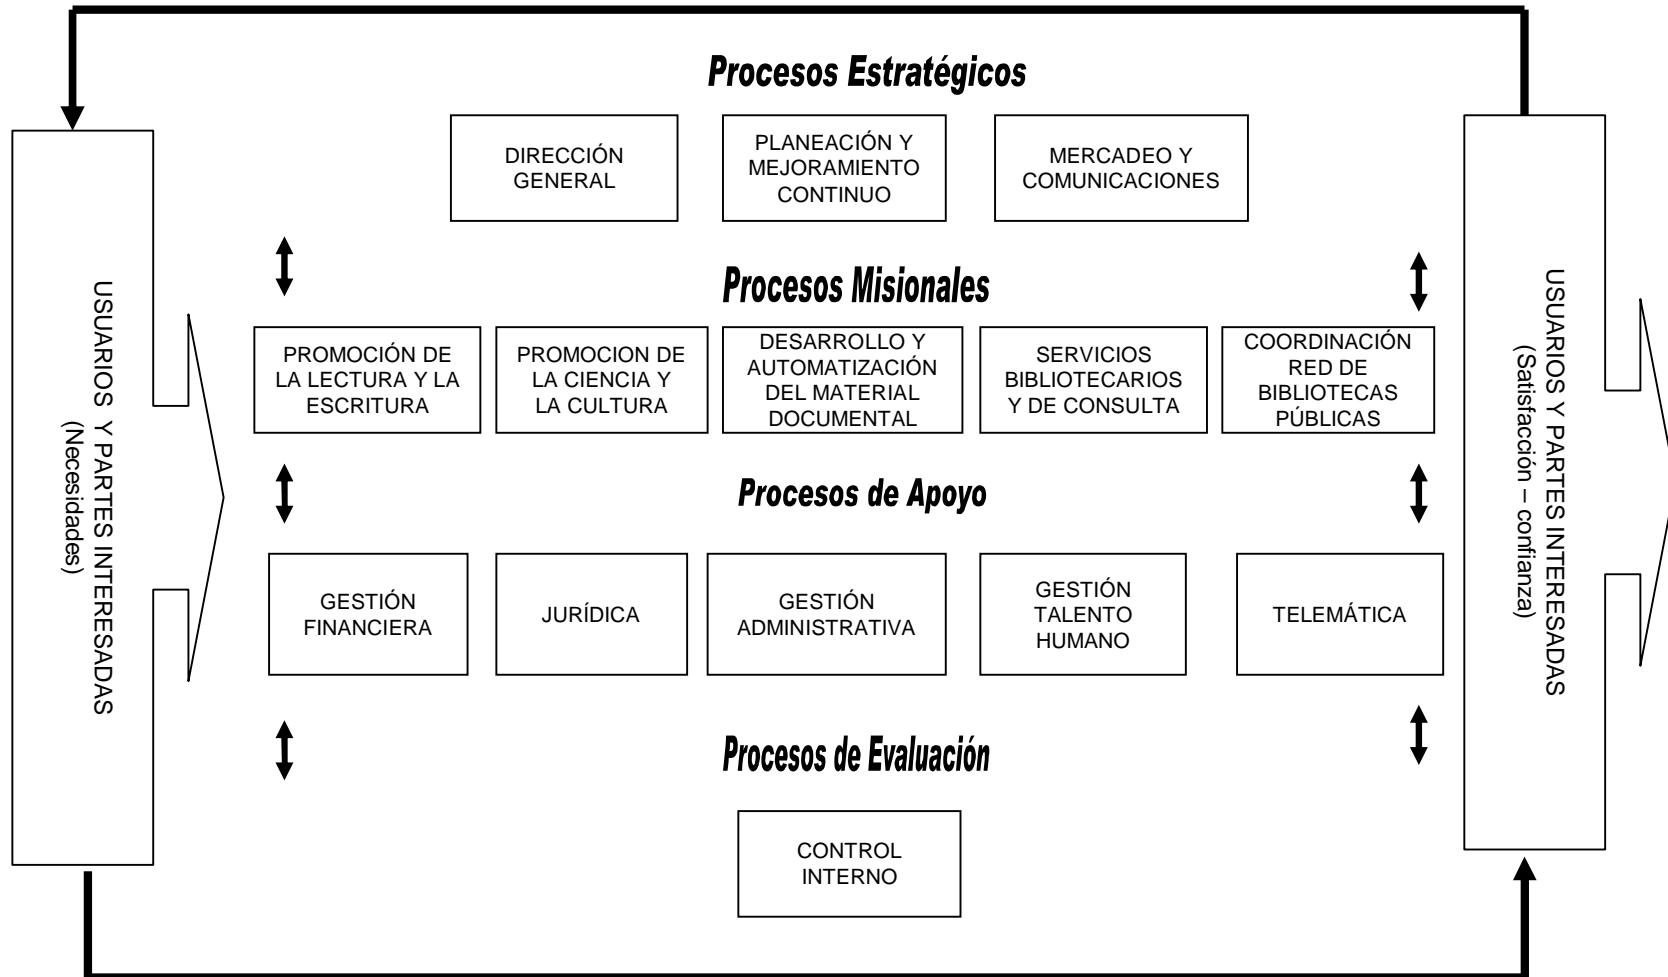 Procesos Estratégicos
DIRECCIÓN
GENERAL
PLANEACIÓN Y
MEJORAMIENTO
CONTINUO
MERCADEO Y
COMUNICACIONES
USUARIOS Y PARTES INTERESADAS
(Necesidades)
Procesos Misionales
PROMOCIÓN DE
LA LECTURA Y LA
ESCRITURA
PROMOCION DE
LA CIENCIA Y
LA CULTURA
DESARROLLO Y
AUTOMATIZACIÓN
DEL MATERIAL
DOCUMENTAL
SERVICIOS
BIBLIOTECARIOS
Y DE CONSULTA
COORDINACIÓN
RED DE
BIBLIOTECAS
PÚBLICAS
Procesos de Apoyo
GESTIÓN
FINANCIERA
JURÍDICA
GESTIÓN
ADMINISTRATIVA
GESTIÓN
TALENTO
HUMANO
TELEMÁTICA
Procesos de Evaluación
CONTROL
INTERNO
USUARIOS Y PARTES INTERESADAS
(Satisfacción – confianza)